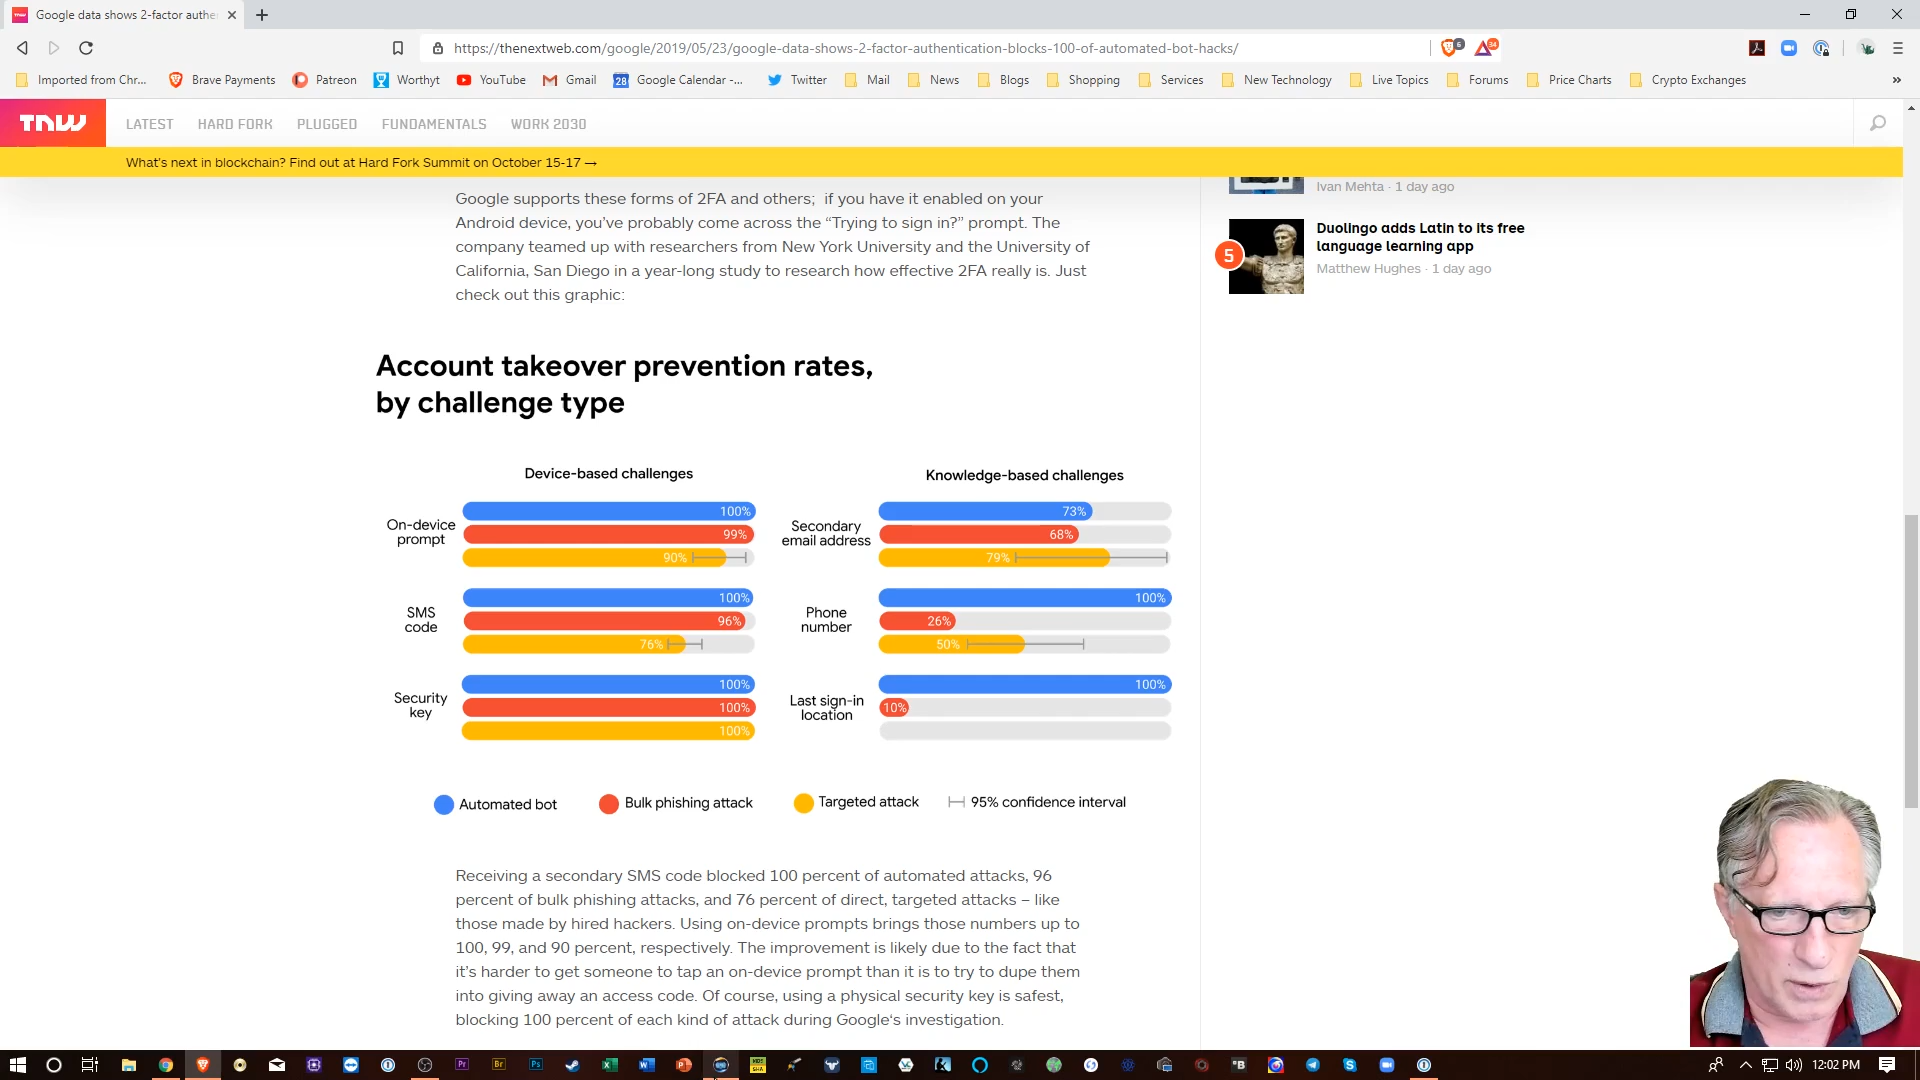 Google data shows 2-factor authe
https://thenextweb.com/google/2019/05/23/google-data-shows-2-factor-authentication-blocks-100-of-automated-bot-hacks/
6
34
Imported from Chr...
Brave Payments
Patreon
Worthyt
YouTube
Gmail
28
Google Calendar -...
Twitter
Mail
News
Blogs
Shopping
Services
New Technology
Live Topics
Forums
Price Charts
Crypto Exchanges
»
TNW
LATEST
HARD FORK
PLUGGED
FUNDAMENTALS
WORK 2030
What's next in blockchain? Find out at Hard Fork Summit on October 15-17 →
Google supports these forms of 2FA and others;  if you have it enabled on your
Android device, you've probably come across the “Trying to sign in?” prompt. The
company teamed up with researchers from New York University and the University of
California, San Diego in a year-long study to research how effective 2FA really is. Just
check out this graphic:
Ivan Mehta · 1 day ago
5
Duolingo adds Latin to its free
language learning app
Matthew Hughes · 1 day ago
Account takeover prevention rates,
by challenge type
Device-based challenges
On-device
prompt
100%
99%
90%
SMS
code
100%
96%
76%
Security
key
100%
100%
100%
Knowledge-based challenges
Secondary
email address
73%
68%
79%
Phone
number
100%
26%
50%
Last sign-in
location
100%
10%
Automated bot
Bulk phishing attack
Targeted attack
95% confidence interval
Receiving a secondary SMS code blocked 100 percent of automated attacks, 96
percent of bulk phishing attacks, and 76 percent of direct, targeted attacks – like
those made by hired hackers. Using on-device prompts brings those numbers up to
100, 99, and 90 percent, respectively. The improvement is likely due to the fact that
it's harder to get someone to tap an on-device prompt than it is to try to dupe them
into giving away an access code. Of course, using a physical security key is safest,
blocking 100 percent of each kind of attack during Google‘s investigation.
Pr
Br
Ps
12:02 PM